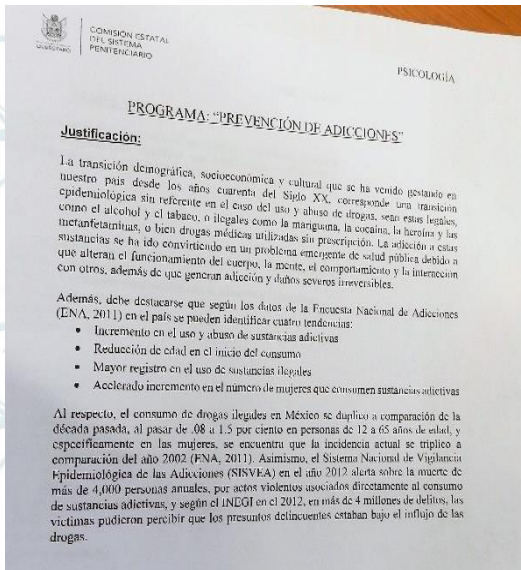 QUERÉTARO
COMISIÓN ESTATAL
DEL SISTEMA
PENITENCIARIO
PSICOLOGÍA
PROGRAMA: “PREVENCIÓN DE ADICCIONES”
Justificación:
La transición demográfica, socioeconómica y cultural que se ha venido gestando en
nuestro país desde los años cuarenta del Siglo XX, corresponde una transición
epidemiológica sin referente en el caso del uso y abuso de drogas, sean estas legales,
como el alcohol y el tabaco, o ilegales como la mariguana, la cocaína, la heroína y las
metanfetaminas, o bien drogas médicas utilizadas sin prescripción. La adicción a estas
sustancias se ha ido convirtiendo en un problema emergente de salud pública debido a
que alteran el funcionamiento del cuerpo, la mente, el comportamiento y la interacción
con otros, además de que generan adicción y daños severos irreversibles.
Además, debe destacarse que según los datos de la Encuesta Nacional de Adicciones
(ENA, 2011) en el país se pueden identificar cuatro tendencias:
• Incremento en el uso y abuso de sustancias adictivas
• Reducción de edad en el inicio del consumo
• Mayor registro en el uso de sustancias ilegales
• Acelerado incremento en el número de mujeres que consumen sustancias adictivas
Al respecto, el consumo de drogas ilegales en México se duplico a comparación de la
década pasada, al pasar de .08 a 1.5 por ciento en personas de 12 a 65 años de edad, y
específicamente en las mujeres, se encuentra que la incidencia actual se triplico a
comparación del año 2002 (ENA, 2011). Asimismo, el Sistema Nacional de Vigilancia
Epidemiológica de las Adicciones (SISVEA) en el año 2012 alerta sobre la muerte de
más de 4,000 personas anuales, por actos violentos asociados directamente al consumo
de sustancias adictivas, y según el INEGI en el 2012, en más de 4 millones de delitos, las
victimas pudieron percibir que los presuntos delincuentes estaban bajo el influjo de las
drogas.